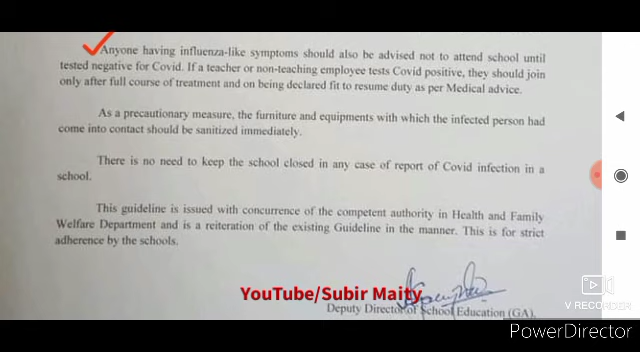 Anyone having influenza-like symptoms should also be advised not to attend school until
tested negative for Covid. If a teacher or non-teaching employee tests Covid positive, they should join
only after full course of treatment and on being declared fit to resume duty as per Medical advice.
As a precautionary measure, the furniture and equipments with which the infected person had
come into contact should be sanitized immediately.
There is no need to keep the school closed in any case of report of Covid infection in a
school.
This guideline is issued with concurrence of the competent authority in Health and Family
Welfare Department and is a reiteration of the existing Guideline in the manner. This is for strict
adherence by the schools.
YouTube/Subir Maity
Deputy Director of School Education (GA),
V RECORDER
PowerDirector